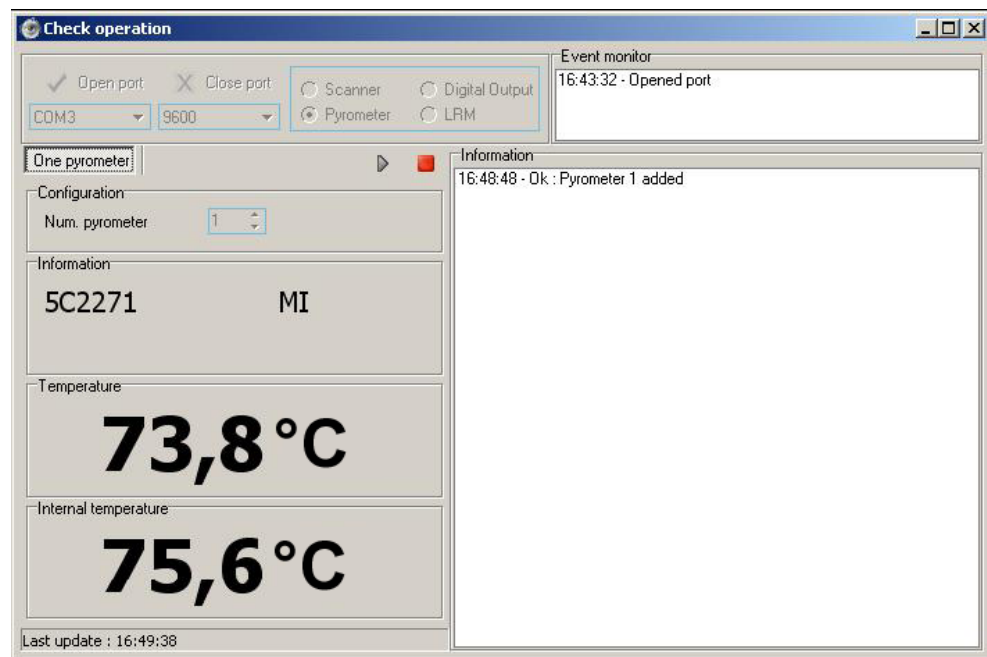 Check operation
Open port
Close port
COM3
9600
Scanner
Digital Output
Pyrometer
LRM
Event monitor
16:43:32 - Opened port
One pyrometer
Configuration
Num. pyrometer
1
Information
5C2271 MI
Temperature
73,8°C
Internal temperature
75,6°C
Last update : 16:49:38
Information
16:48:48 - Ok : Pyrometer 1 added